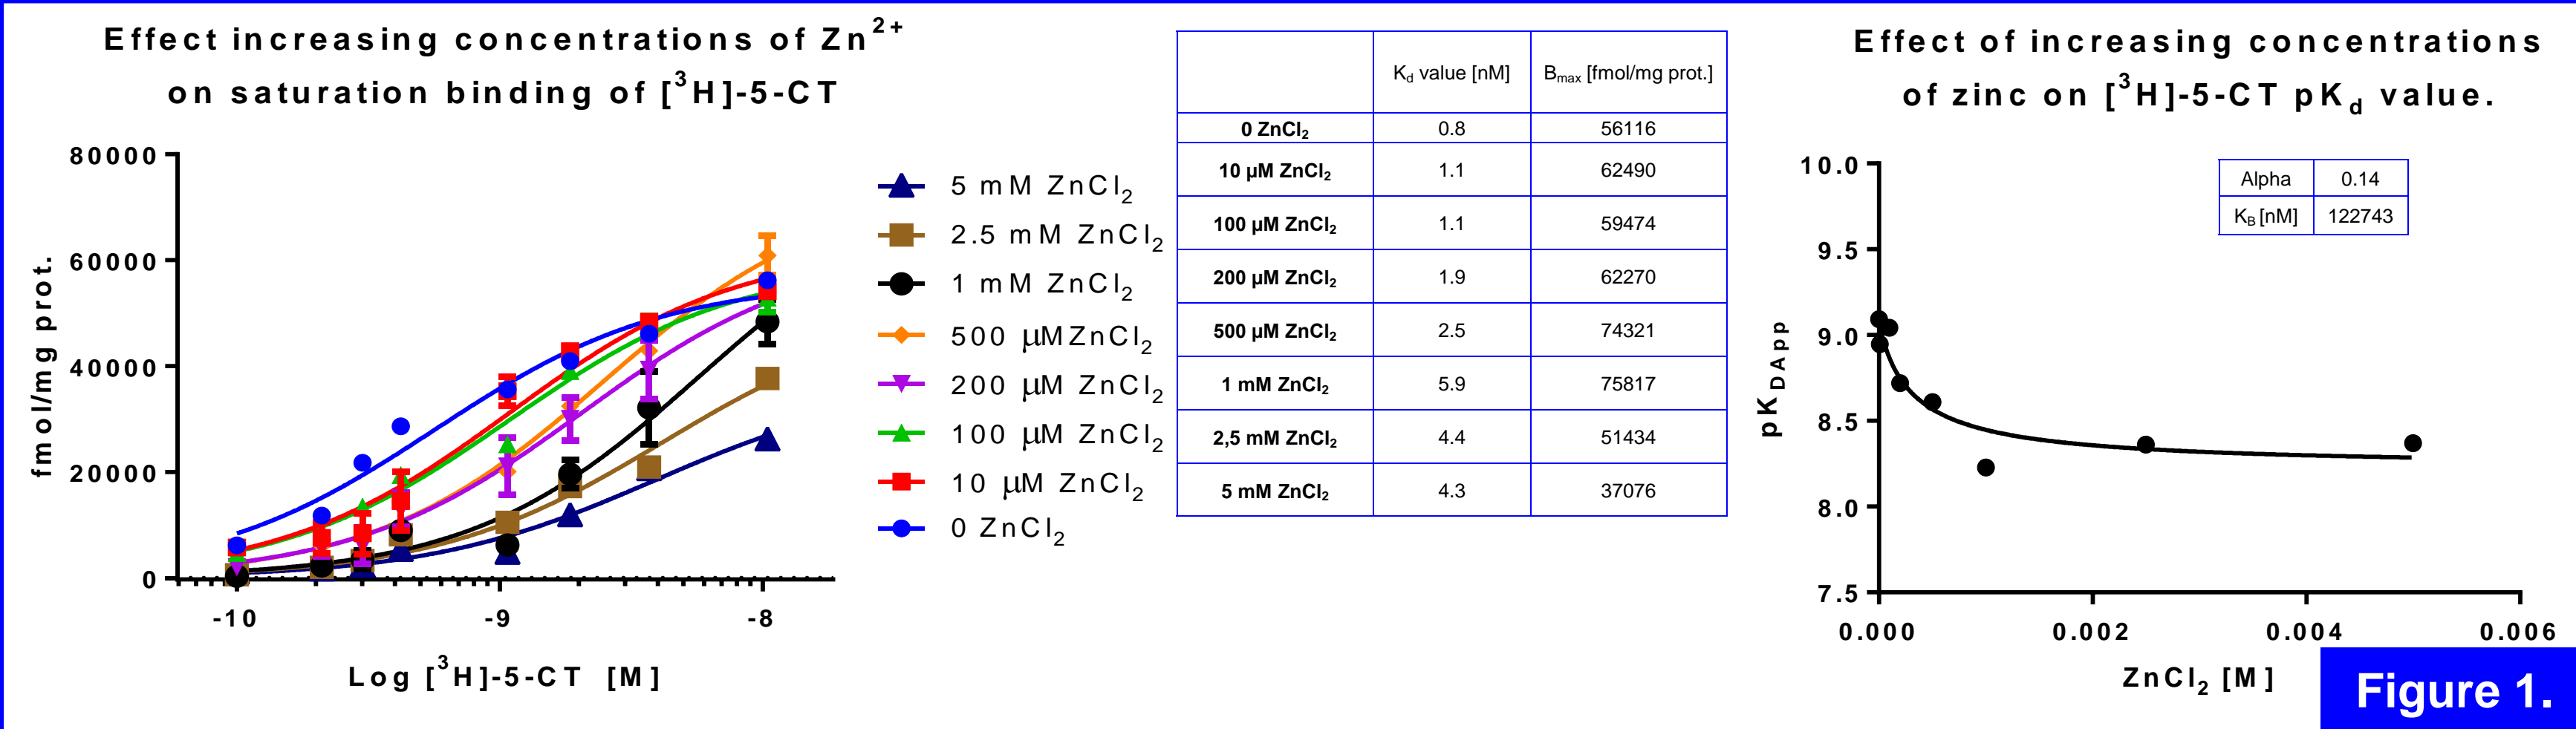 Effect increasing concentrations of Zn²⁺
on saturation binding of [³H]-5-CT
80000
60000
40000
20000
0
fmol/mg prot.
-10
-9
-8
Log [³H]-5-CT [M]
5 mM ZnCl₂
2.5 mM ZnCl₂
1 mM ZnCl₂
500 μM ZnCl₂
200 μM ZnCl₂
100 μM ZnCl₂
10 μM ZnCl₂
0 ZnCl₂
K_d value [nM] B_max [fmol/mg prot.]
0 ZnCl₂ 0.8 56116
10 µM ZnCl₂ 1.1 62490
100 µM ZnCl₂ 1.1 59474
200 µM ZnCl₂ 1.9 62270
500 µM ZnCl₂ 2.5 74321
1 mM ZnCl₂ 5.9 75817
2,5 mM ZnCl₂ 4.4 51434
5 mM ZnCl₂ 4.3 37076
Effect of increasing concentrations
of zinc on [³H]-5-CT pK_d value.
10.0
9.5
9.0
8.5
8.0
7.5
pK_DApp
Alpha 0.14
K_B [nM] 122743
0.000
0.002
0.004
0.006
ZnCl₂ [M]
Figure 1.